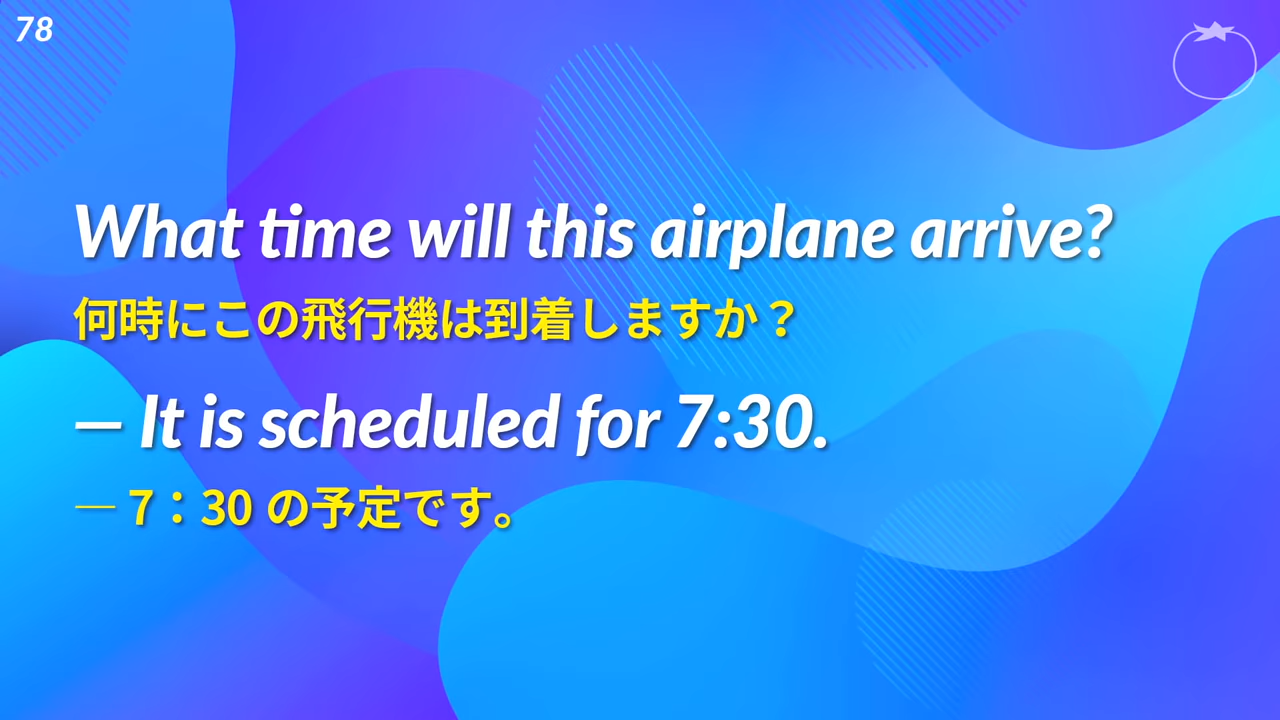 78
What time will this airplane arrive?
何時にこの飛行機は到着しますか？
– It is scheduled for 7:30.
― 7：30 の予定です。